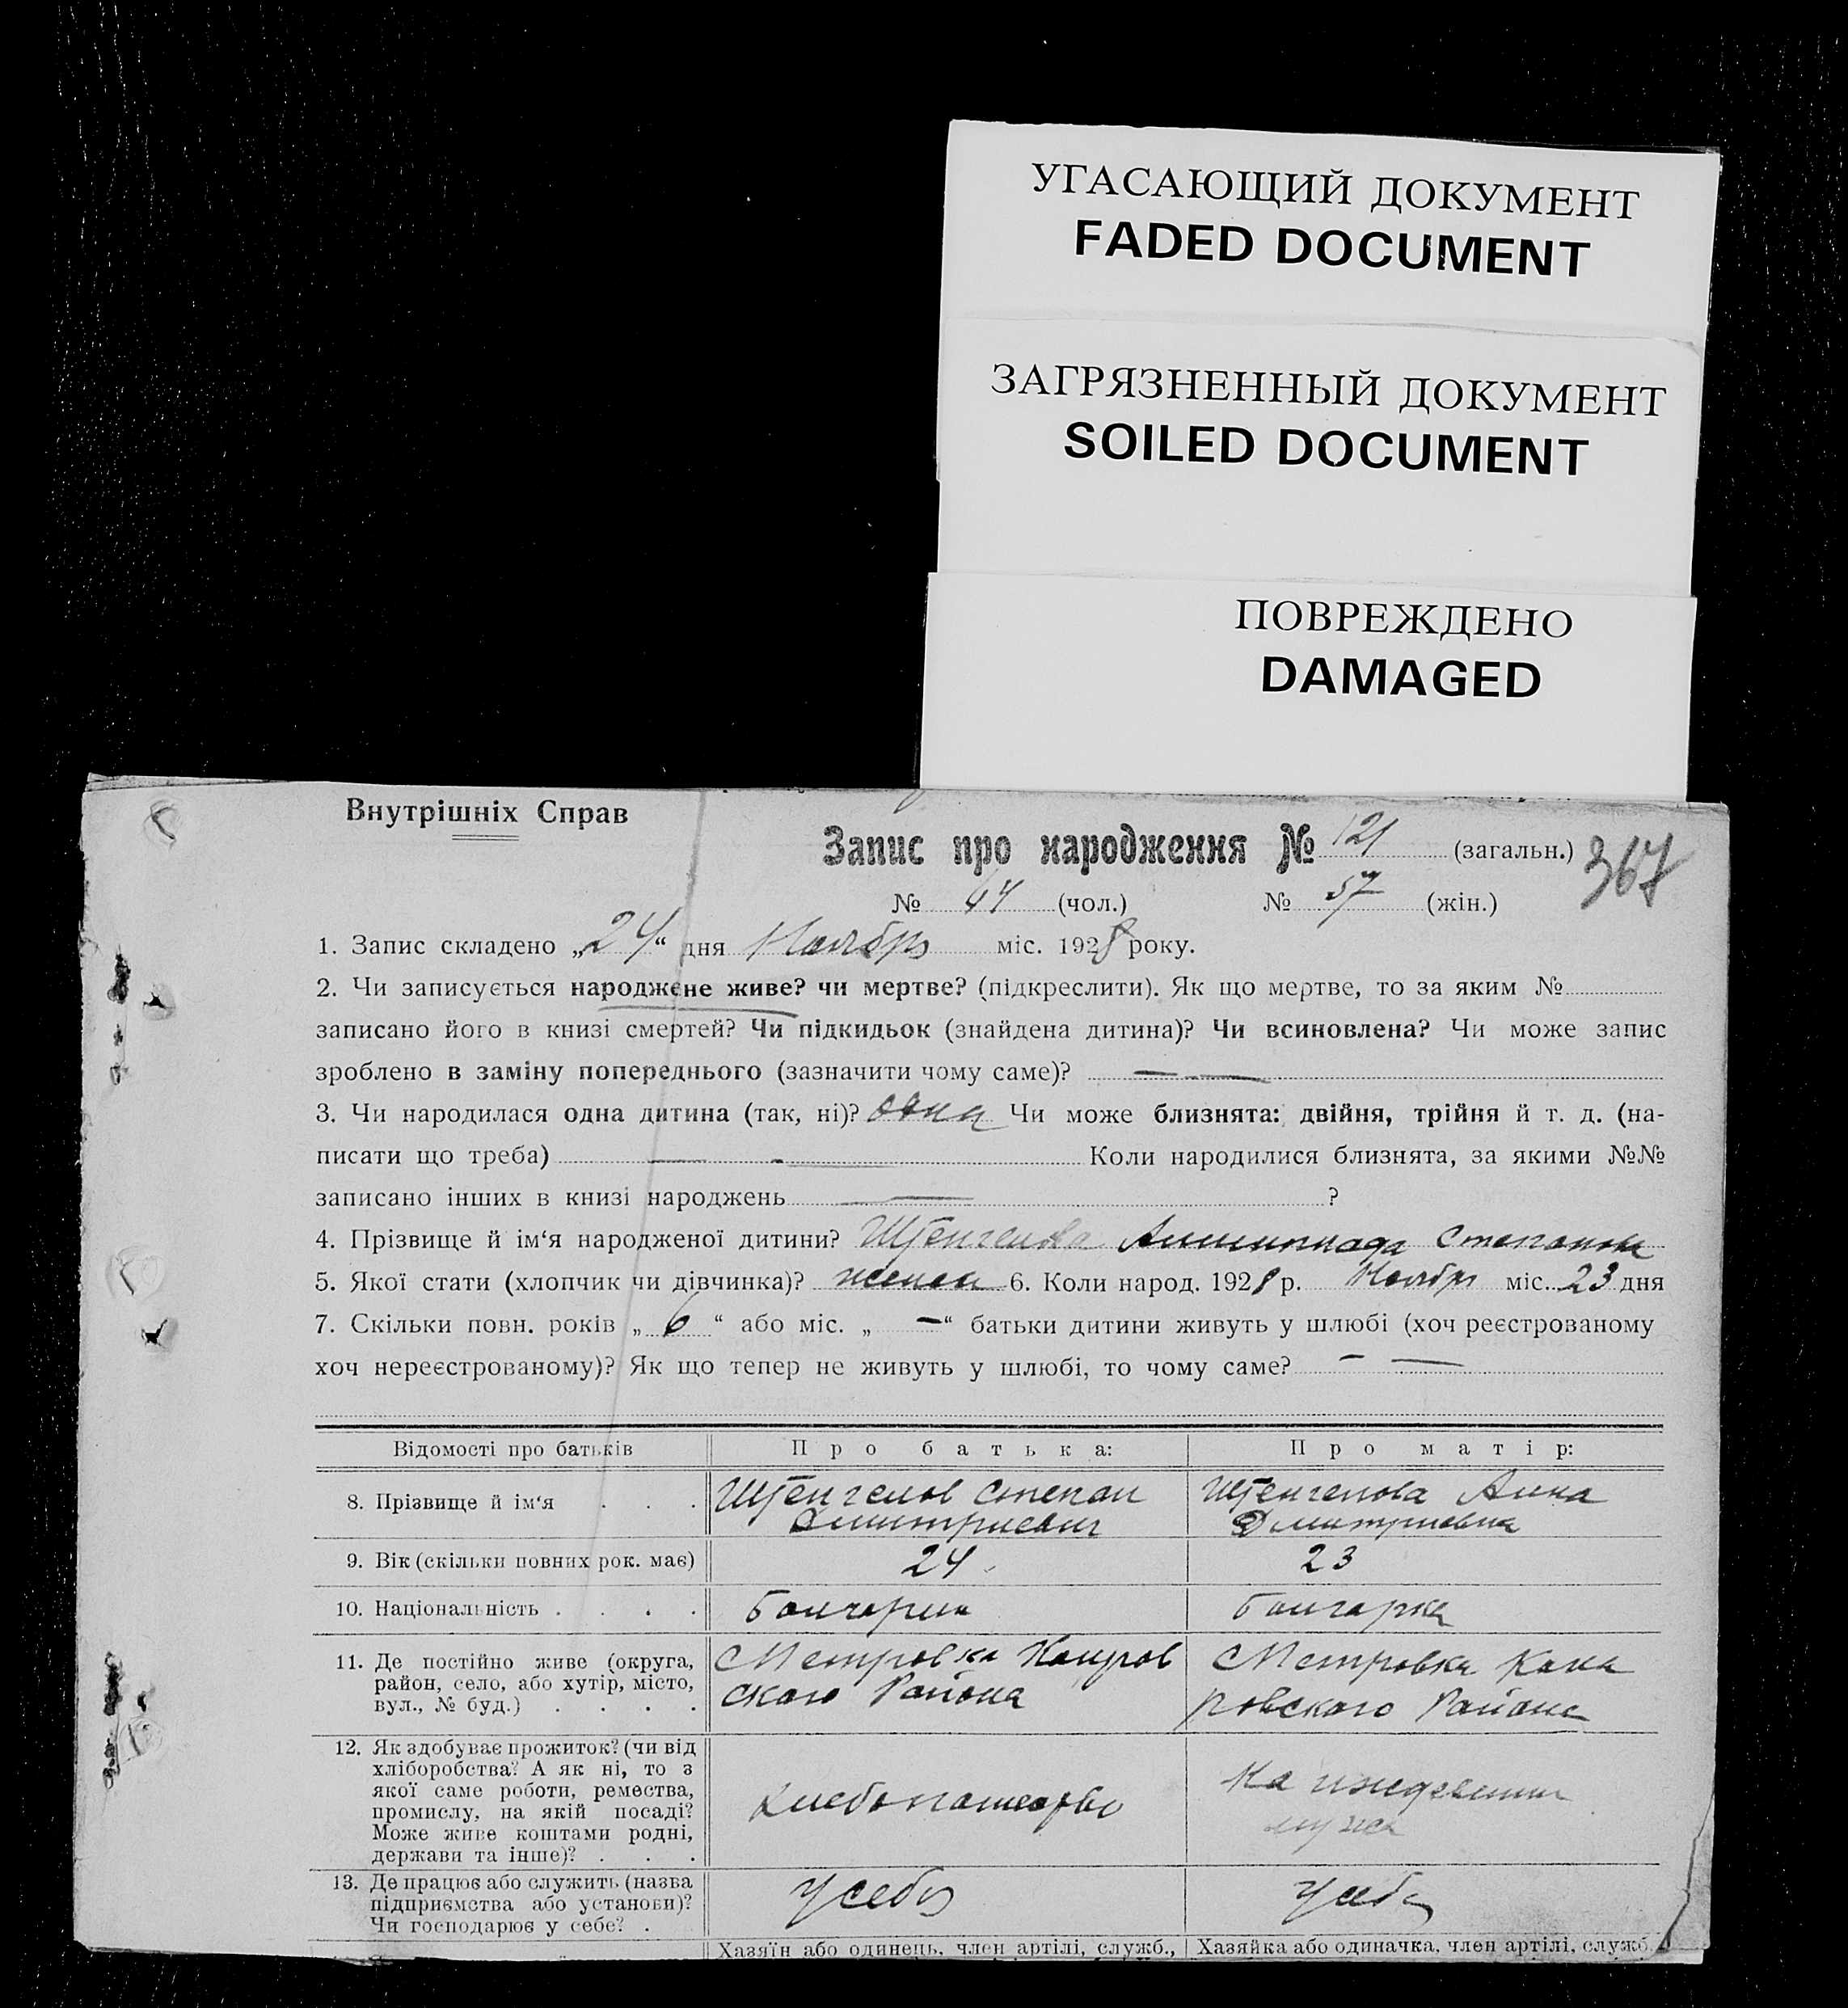 УГАСАЮЩИЙ ДОКУМЕНТ
FADED DOCUMENT
ЗАГРЯЗНЕННЫЙ ДОКУМЕНТ
SOILED DOCUMENT
ПОВРЕЖДЕНО
DAMAGED
Внутрішніх Справ
Запис про народження № 121 (загальн.) 367
№ 64 (чол.) № 57 (жін.)
1. Запис складено „24“ дня Ноября міс. 1928 року.
2. Чи записується народжене живе? чи мертве? (підкреслити). Як що мертве, то за яким №
записано його в книзі смертей? Чи підкидьок (знайдена дитина)? Чи всиновлена? Чи може запис
зроблено в заміну попереднього (зазначити чому саме)? — —
3. Чи народилася одна дитина (так, ні)? одна Чи може близнята: двійня, трійня й т. д. (на-
писати що треба) — — Коли народилися близнята, за якими №№
записано інших в книзі народжень — ?
4. Прізвище й ім‘я народженої дитини? Штенгелова Степановна
5. Якої стати (хлопчик чи дівчинка)? женск 6. Коли народ. 1928 р. Ноября міс. 23 дня
7. Скільки повн. років „ 6 “ або міс. „ — “ батьки дитини живуть у шлюбі (хоч реєстрованому
хоч нереєстрованому)? Як що тепер не живуть у шлюбі, то чому саме? — —
Відомості про батьків Про батька: Про матір:
8. Прізвище й ім‘я . . . Штенгелов Степан Штенгелова Анна
Дмитриевич Дмитриевна
9. Вік (скільки повних рок. має) 24 23
10. Національність . . . . Болгарин болгарка
11. Де постійно живе (округа, район, село, або хутір, місто, вул., № буд.) . . . .
С Петровка Комров
ского Района
С Петровка Кома
ровского Района
12. Як здобуває прожиток? (чи від хліборобства? А як ні, то з якої саме роботи, ремества, промислу, на якій посаді? Може живе коштами родні, держави та інше)? . . .
хлебопашество
На иждевении
мужа
13. Де працює або служить (назва підприємства або установи)? Чи господарює у себе? .
У себя
У себя
Хазяїн або одинець, член артілі, служб., Хазяйка або одиначка, член артілі, служб.